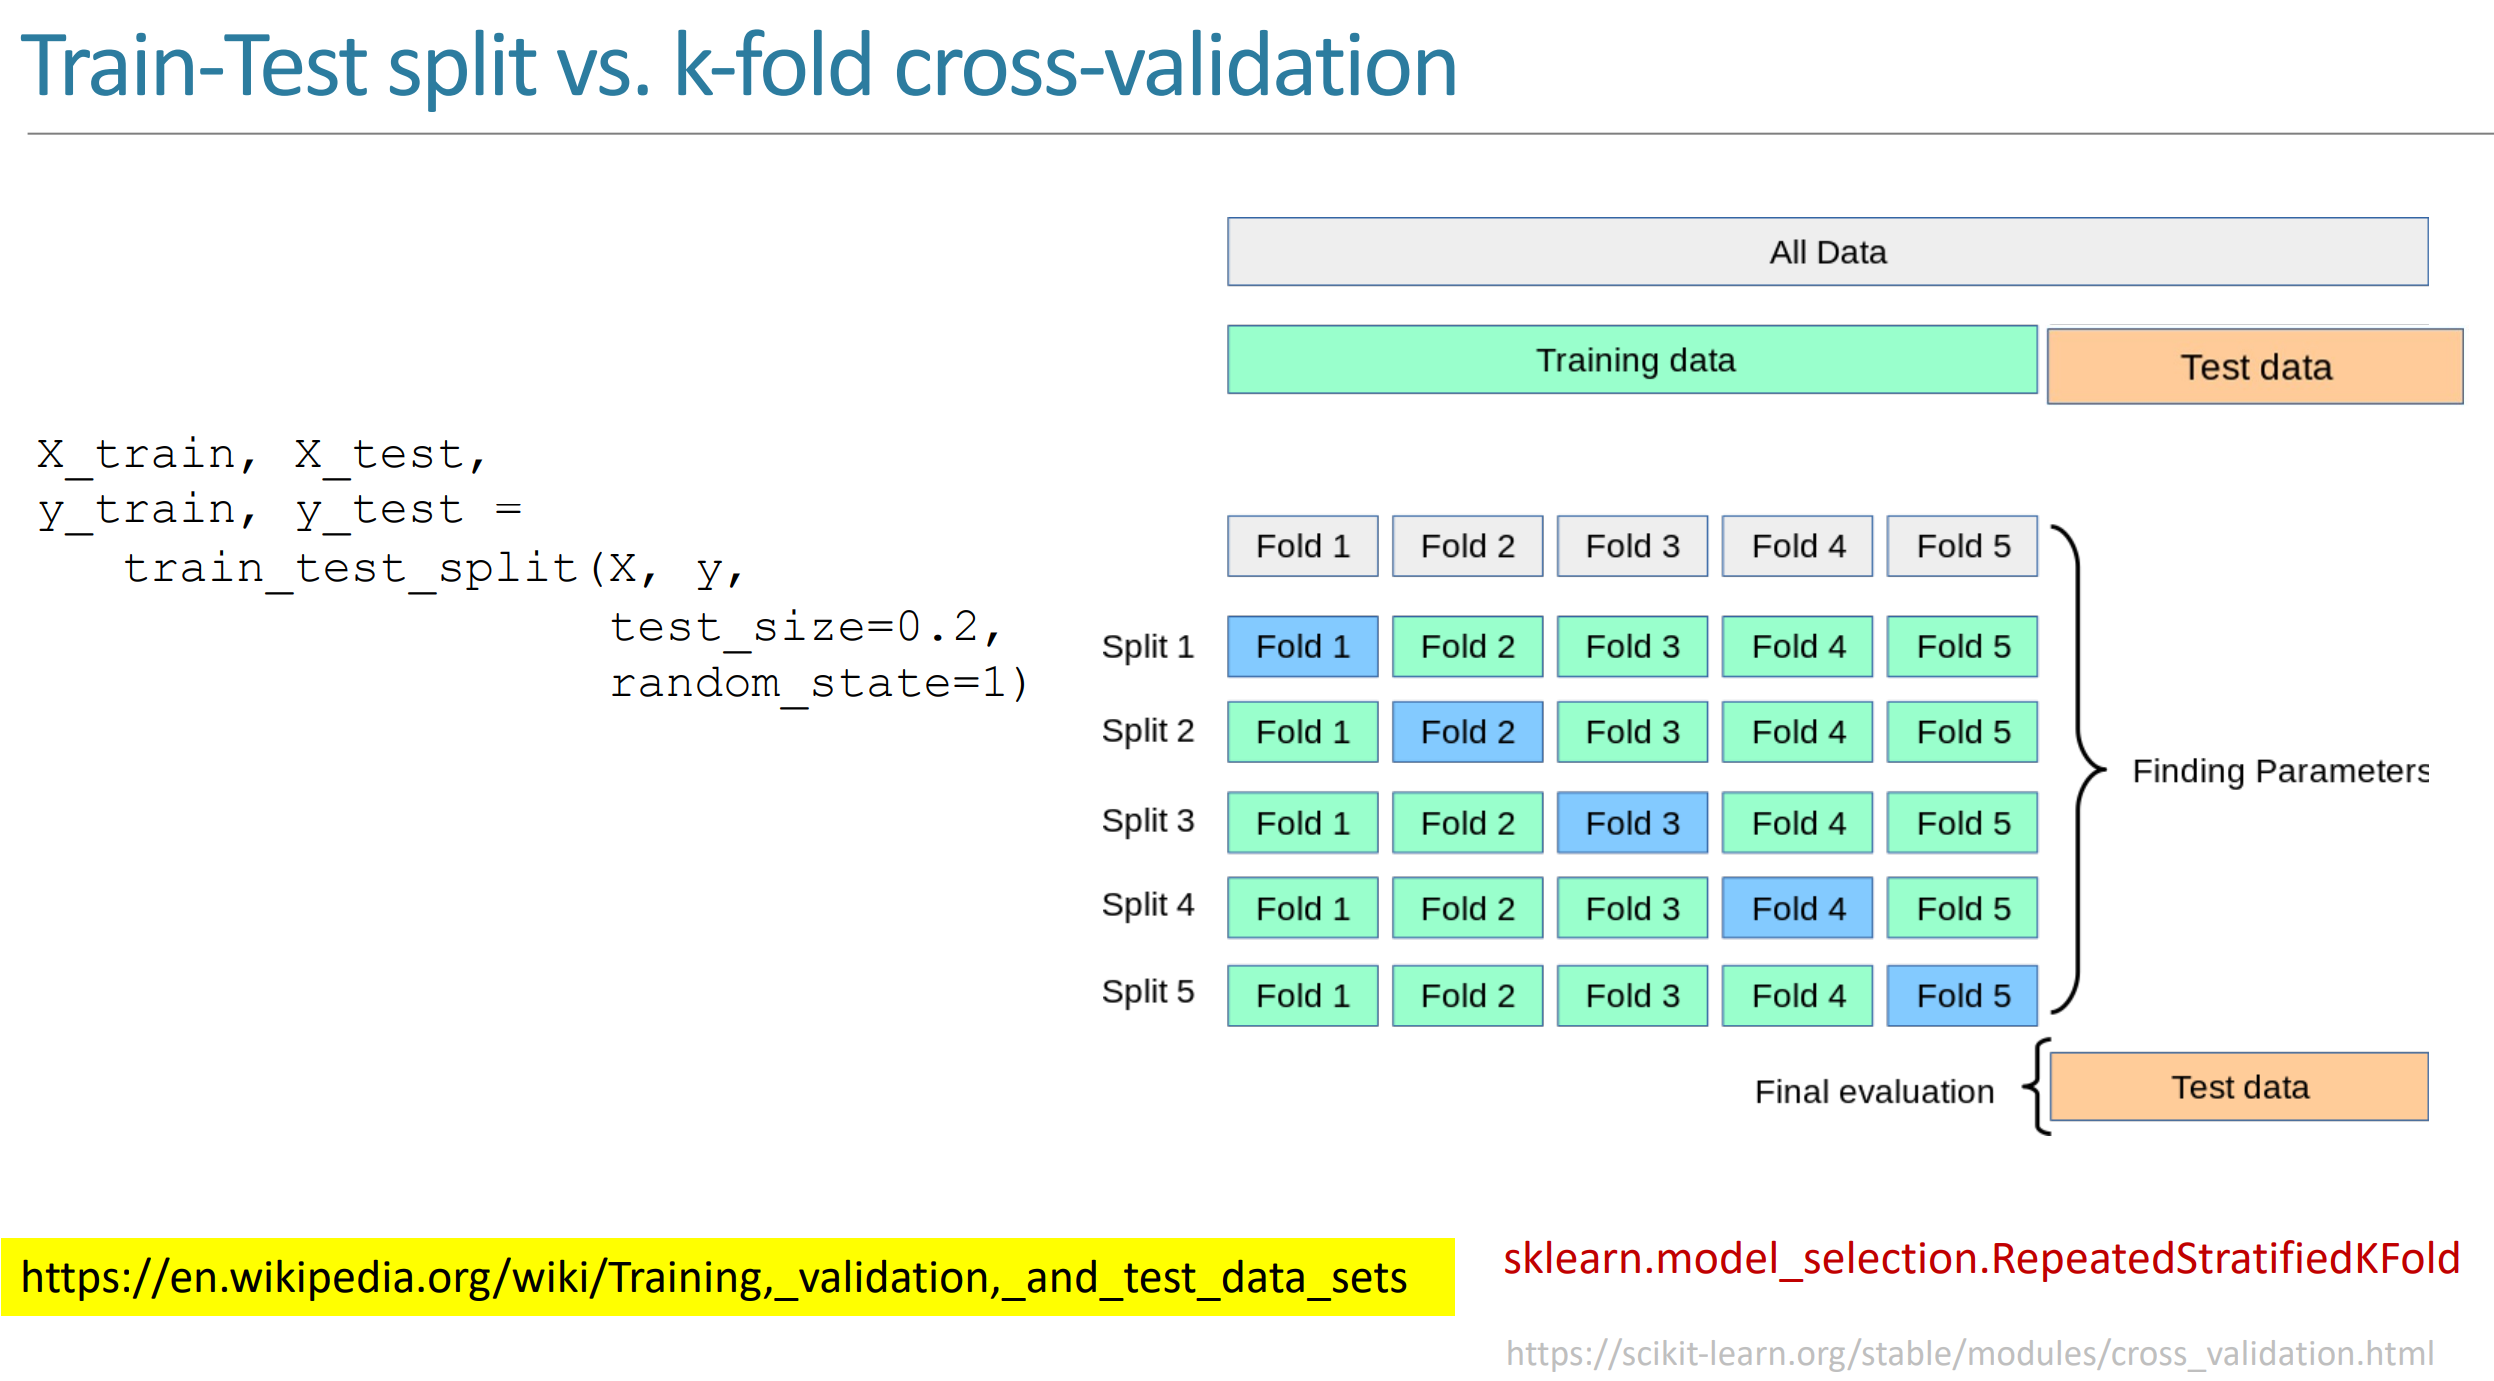 Train-Test split vs. k-fold cross-validation
All Data
Training data
Test data
X_train, X_test,
y_train, y_test =
train_test_split(X, y,
test_size=0.2,
random_state=1)
Fold 1 Fold 2 Fold 3 Fold 4 Fold 5
Split 1 Fold 1 Fold 2 Fold 3 Fold 4 Fold 5
Split 2 Fold 1 Fold 2 Fold 3 Fold 4 Fold 5
Split 3 Fold 1 Fold 2 Fold 3 Fold 4 Fold 5
Split 4 Fold 1 Fold 2 Fold 3 Fold 4 Fold 5
Split 5 Fold 1 Fold 2 Fold 3 Fold 4 Fold 5
Finding Parameters
Final evaluation
Test data
https://en.wikipedia.org/wiki/Training,_validation,_and_test_data_sets
sklearn.model_selection.RepeatedStratifiedKFold
https://scikit-learn.org/stable/modules/cross_validation.html